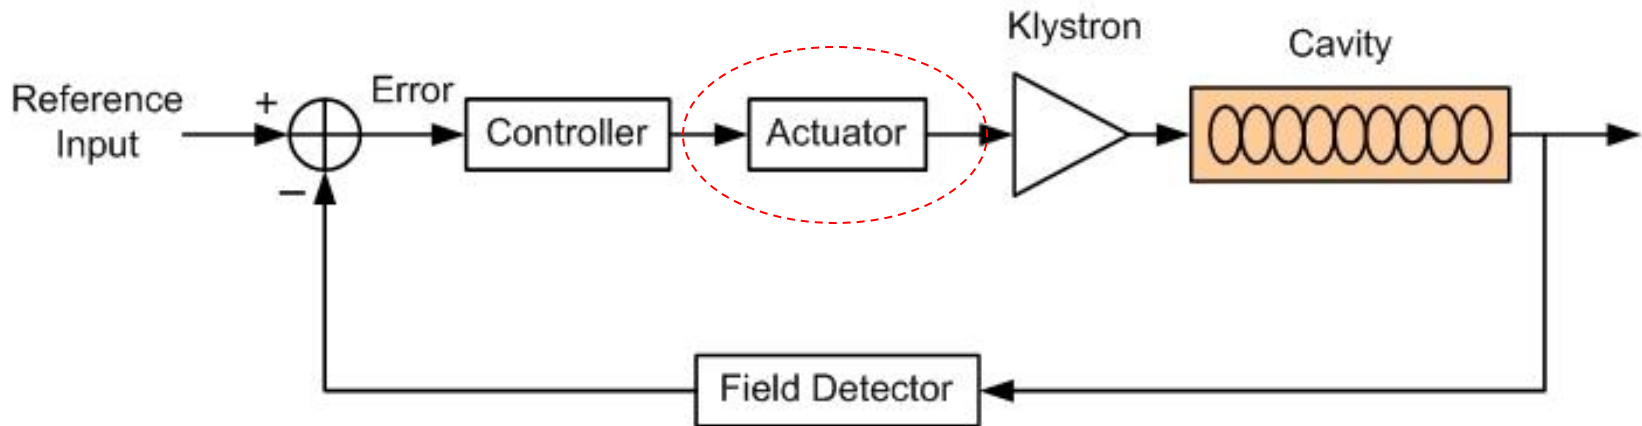 Klystron
Cavity
Reference
Input
+
Error
Controller
Actuator
−
Field Detector